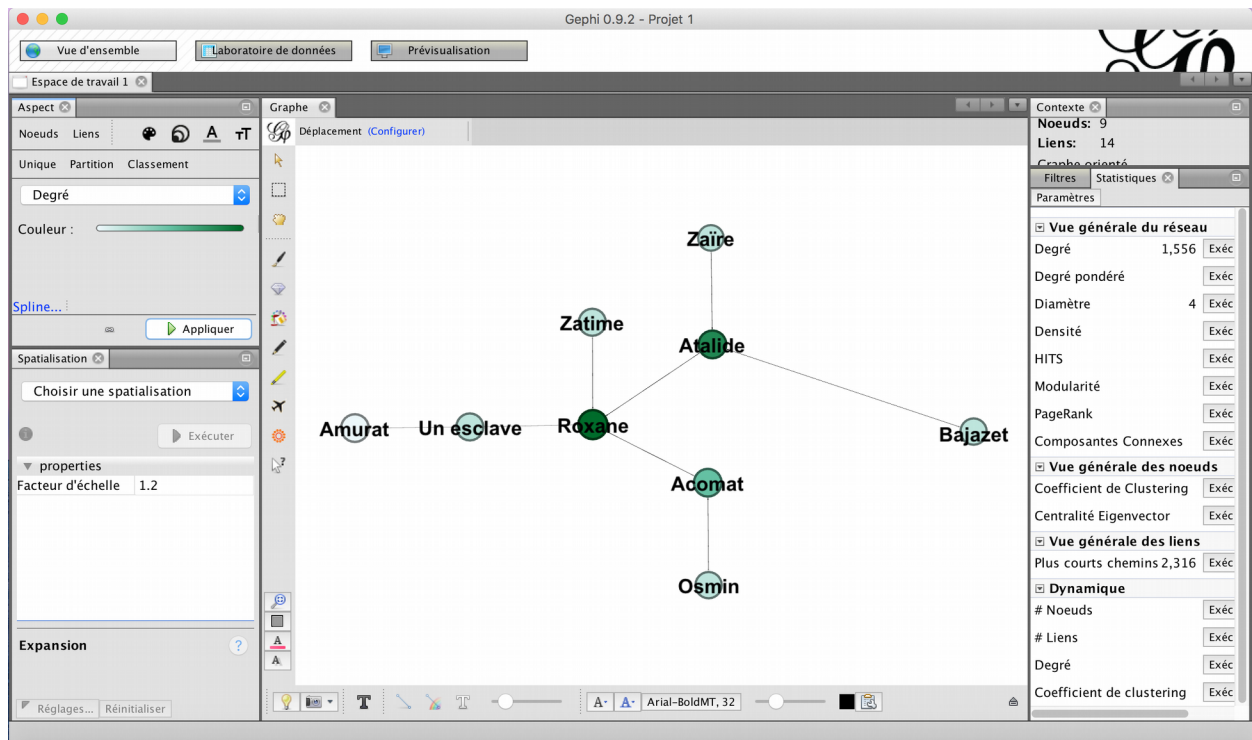 Gephi 0.9.2 - Projet 1
Vue d'ensemble
Laboratoire de données
Prévisualisation
Espace de travail 1
Aspect
Noeuds Liens
Unique Partition Classement
Degré
Couleur :
Spline...
Appliquer
Spatialisation
Choisir une spatialisation
Exécuter
properties
Facteur d'échelle 1.2
Expansion
Réglages... Réinitialiser
Graphe
Déplacement (Configurer)
Zaïre
Zatime
Atalide
Amurat
Un esclave
Roxane
Bajazet
Acomat
Osmin
Arial-BoldMT, 32
Contexte
Noeuds: 9
Liens: 14
Graphe orienté
Filtres Statistiques
Paramètres
Vue générale du réseau
Degré 1,556 Exéc
Degré pondéré Exéc
Diamètre 4 Exéc
Densité Exéc
HITS Exéc
Modularité Exéc
PageRank Exéc
Composantes Connexes Exéc
Vue générale des noeuds
Coefficient de Clustering Exéc
Centralité Eigenvector Exéc
Vue générale des liens
Plus courts chemins 2,316 Exéc
Dynamique
# Noeuds Exéc
# Liens Exéc
Degré Exéc
Coefficient de clustering Exéc